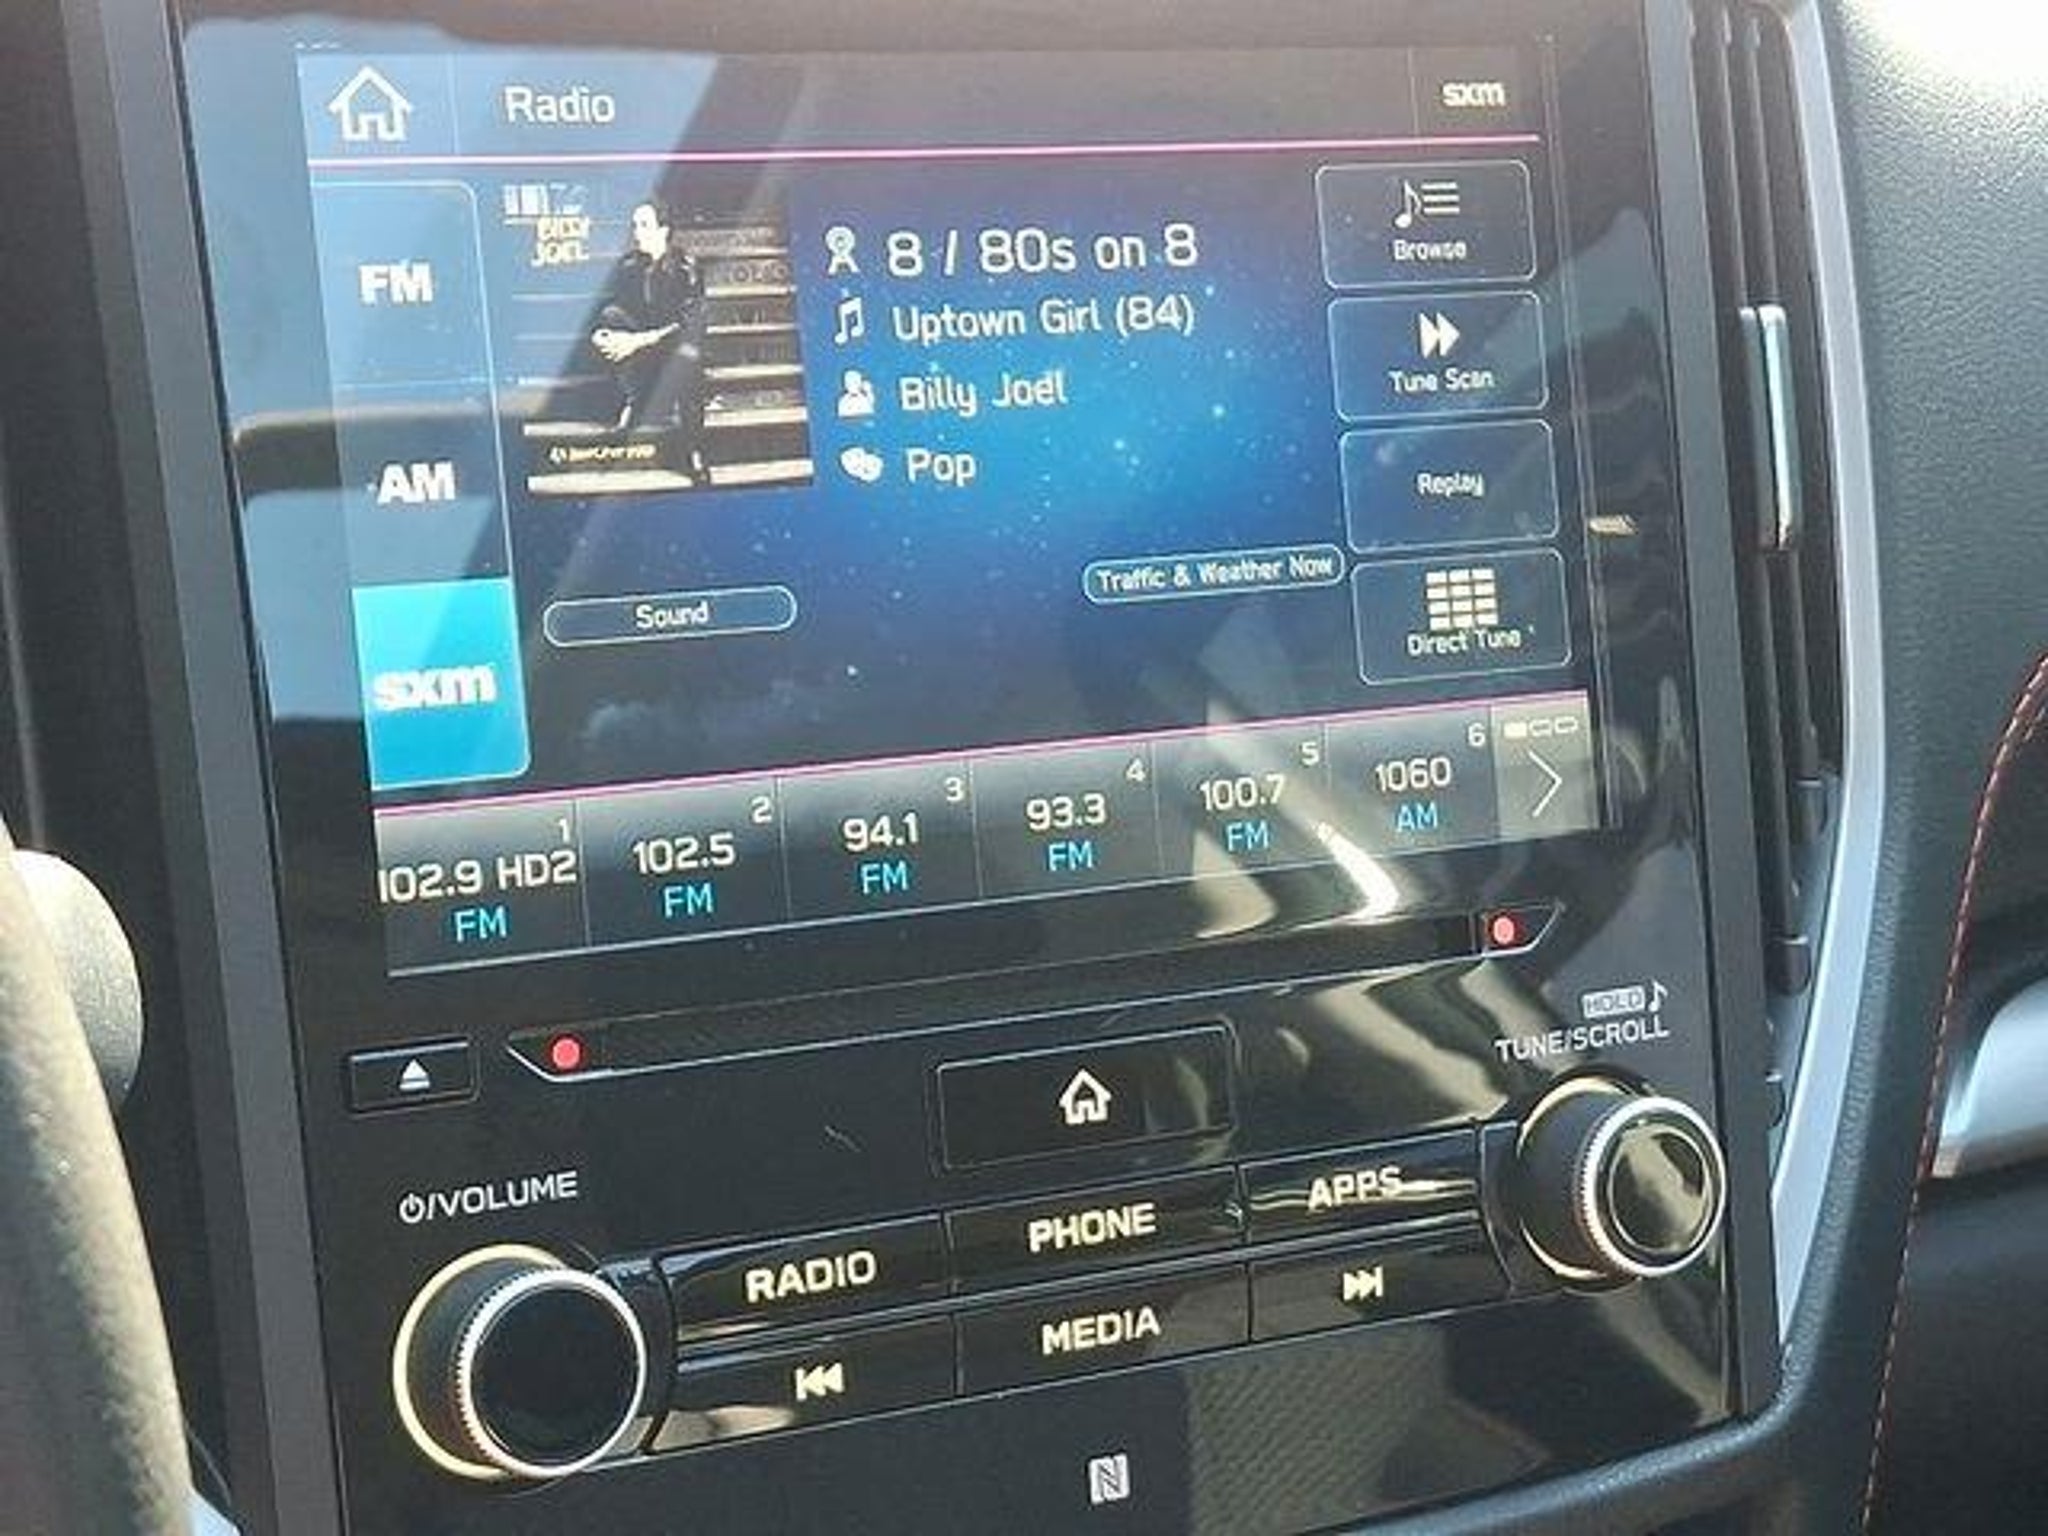 Radio
sxm
BILLY
JOEL
8 / 80s on 8
Uptown Girl (84)
Billy Joel
Pop
FM
AM
sxm
Browse
Tune Scan
Replay
Direct Tune
Sound
Traffic & Weather Now
1
102.9 HD2
FM
2
102.5
FM
3
94.1
FM
4
93.3
FM
5
100.7
FM
6
1060
AM
HOLD
TUNE/SCROLL
/VOLUME
RADIO
PHONE
APPS
MEDIA